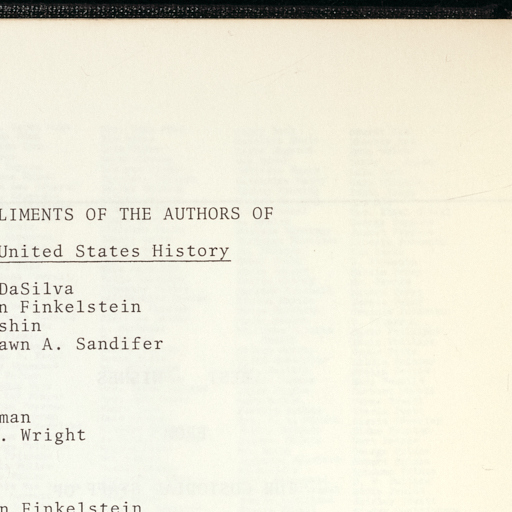 LIMENTS OF THE AUTHORS OF
United States History
DaSilva
n Finkelstein
shin
awn A. Sandifer
man
. Wright
n Finkelstein